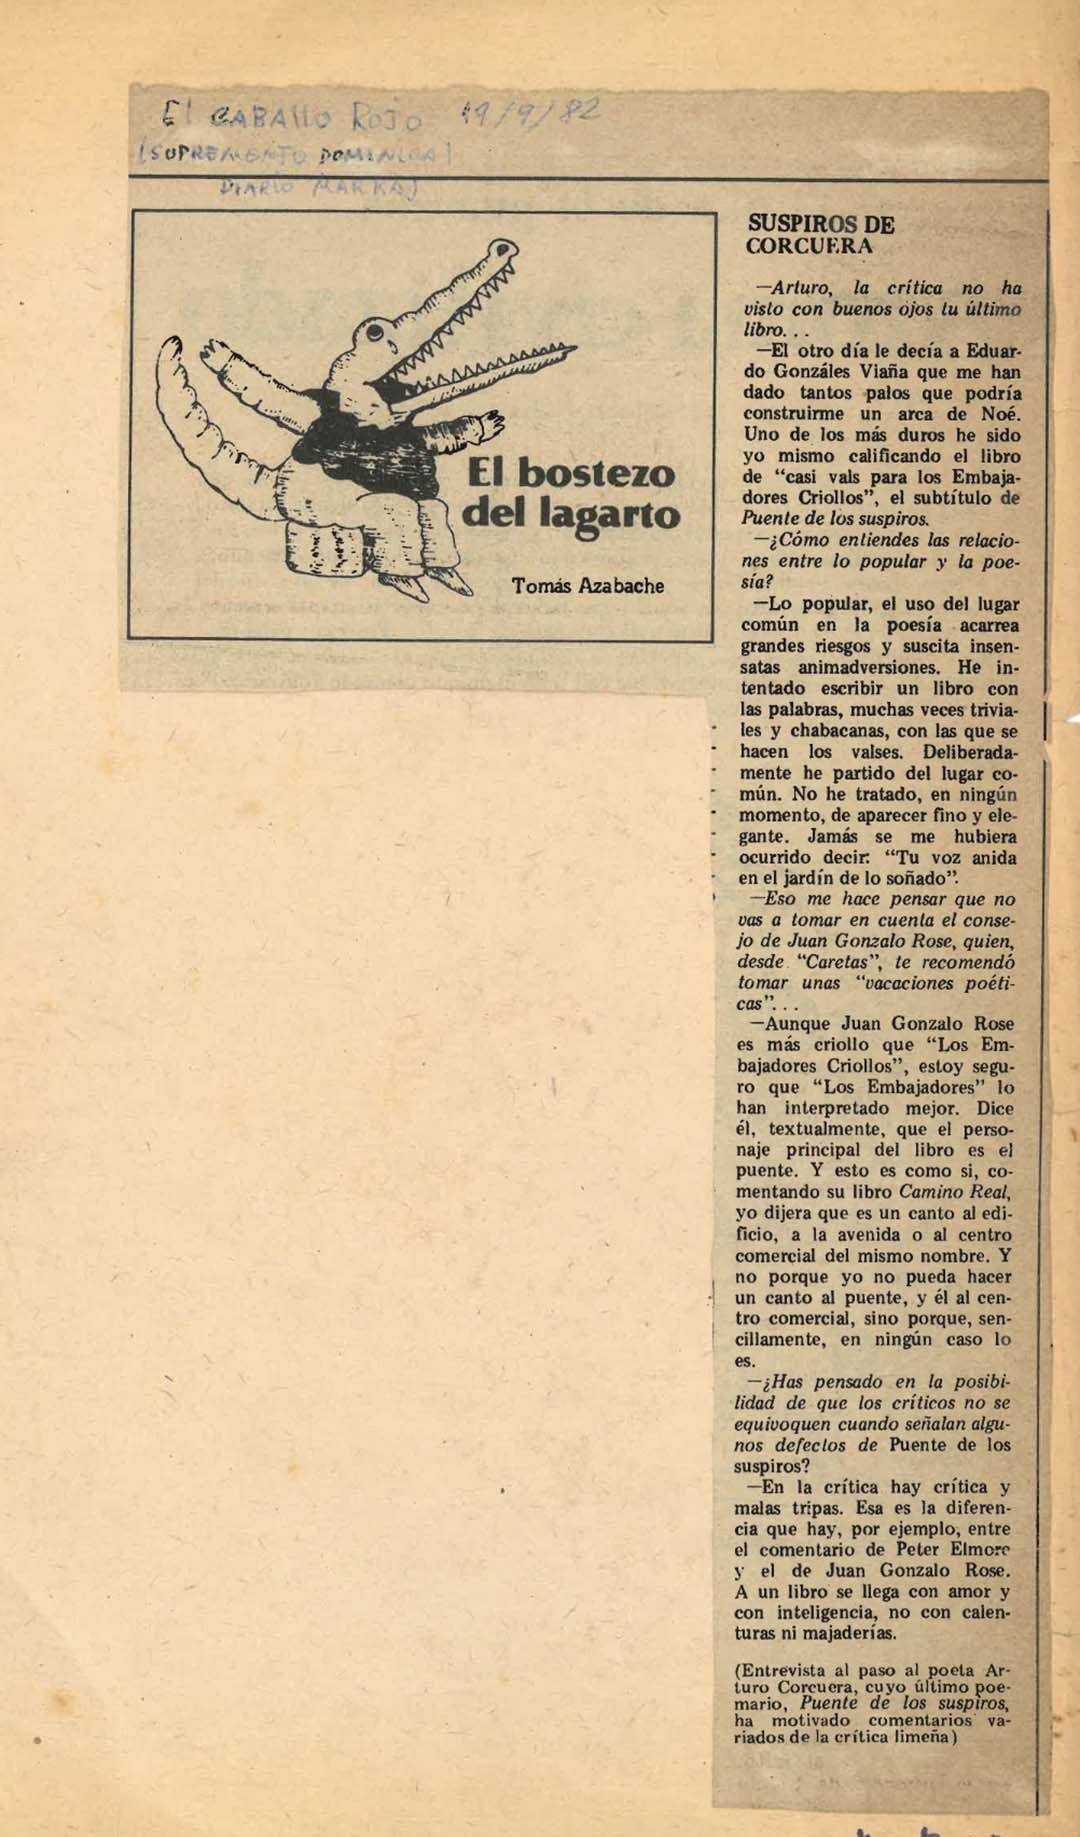 El CABALLO ROJO 19/9/82
(SUPLEMENTO DOMINICAL
DIARIO MARKA)
El bostezo
del lagarto
Tomás Azabache
SUSPIROS DE
CORCUERA
—Arturo, la crítica no ha
visto con buenos ojos tu último
libro...
—El otro día le decía a Eduar-
do Gonzáles Viaña que me han
dado tantos palos que podría
construirme un arca de Noé.
Uno de los más duros he sido
yo mismo calificando el libro
de “casi vals para los Embaja-
dores Criollos”, el subtítulo de
Puente de los suspiros.
—¿Cómo entiendes las relacio-
nes entre lo popular y la poe-
sía?
—Lo popular, el uso del lugar
común en la poesía acarrea
grandes riesgos y suscita insen-
satas animadversiones. He in-
tentado escribir un libro con
las palabras, muchas veces trivia-
les y chabacanas, con las que se
hacen los valses. Deliberada-
mente he partido del lugar co-
mún. No he tratado, en ningún
momento, de aparecer fino y ele-
gante. Jamás se me hubiera
ocurrido decir: “Tu voz anida
en el jardín de lo soñado”.
—Eso me hace pensar que no
vas a tomar en cuenta el conse-
jo de Juan Gonzalo Rose, quien,
desde “Caretas”, te recomendó
tomar unas “vacaciones poéti-
cas”...
—Aunque Juan Gonzalo Rose
es más criollo que “Los Em-
bajadores Criollos”, estoy segu-
ro que “Los Embajadores” lo
han interpretado mejor. Dice
él, textualmente, que el perso-
naje principal del libro es el
puente. Y esto es como si, co-
mentando su libro Camino Real,
yo dijera que es un canto al edi-
ficio, a la avenida o al centro
comercial del mismo nombre. Y
no porque yo no pueda hacer
un canto al puente, y él al cen-
tro comercial, sino porque, sen-
cillamente, en ningún caso lo
es.
—¿Has pensado en la posibi-
lidad de que los críticos no se
equivoquen cuando señalan algu-
nos defectos de Puente de los
suspiros?
—En la crítica hay crítica y
malas tripas. Esa es la diferen-
cia que hay, por ejemplo, entre
el comentario de Peter Elmore
y el de Juan Gonzalo Rose.
A un libro se llega con amor y
con inteligencia, no con calen-
turas ni majaderías.
(Entrevista al paso al poeta Ar-
turo Corcuera, cuyo último poe-
mario, Puente de los suspiros,
ha motivado comentarios va-
riados de la crítica limeña)